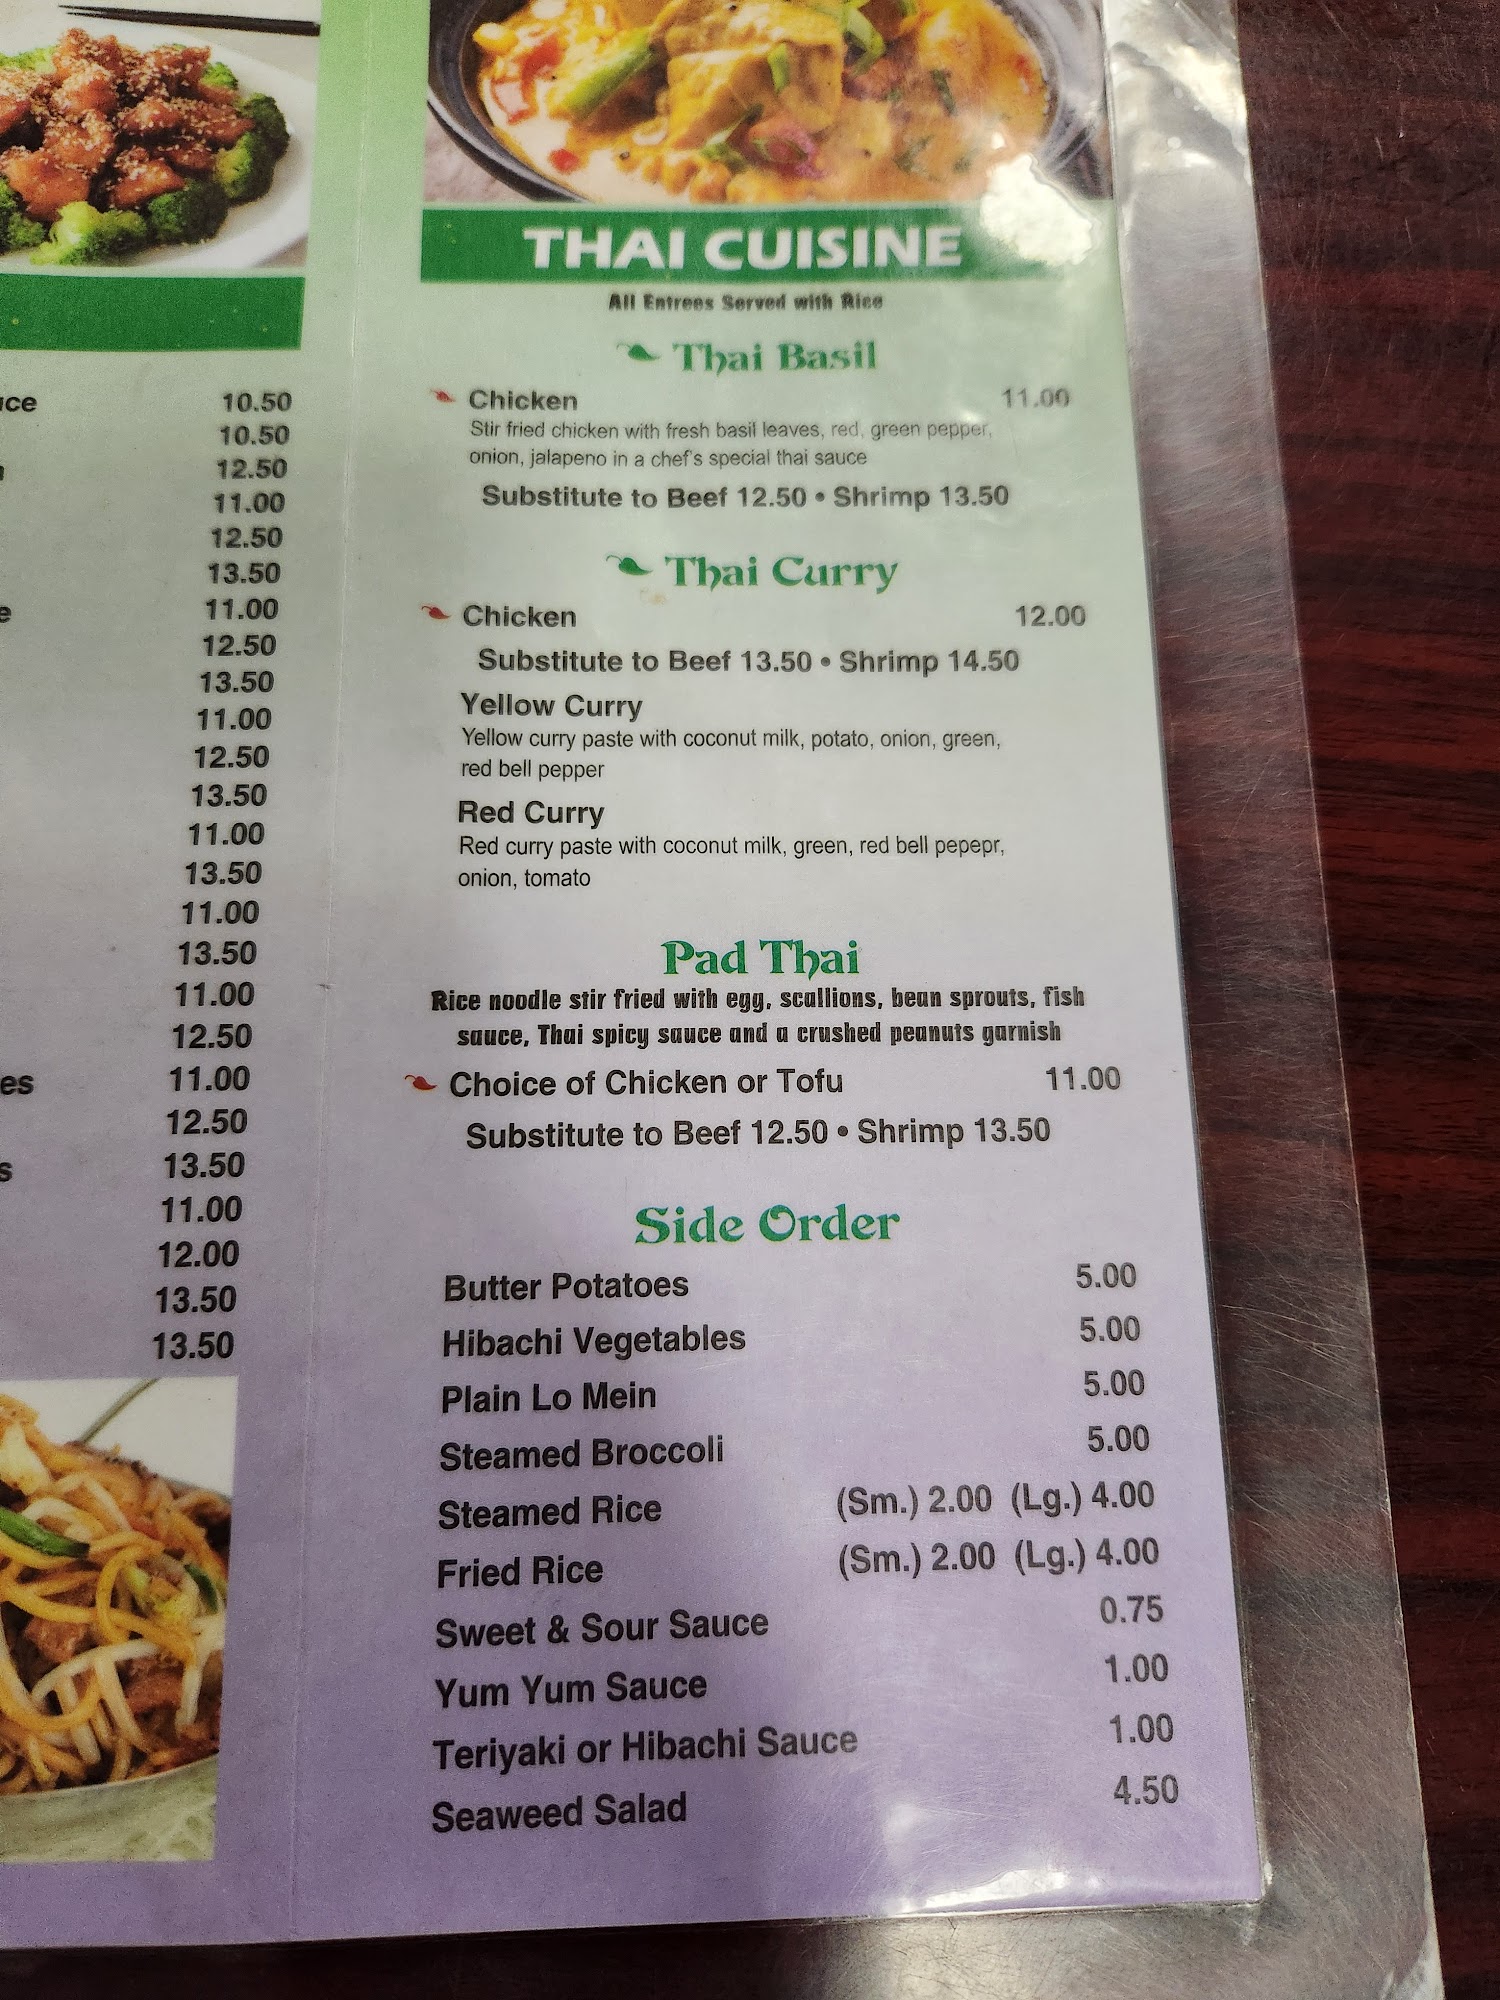 10.50
10.50
12.50
11.00
12.50
13.50
11.00
12.50
13.50
11.00
12.50
13.50
11.00
13.50
11.00
13.50
11.00
12.50
11.00
12.50
13.50
11.00
12.00
13.50
13.50
THAI CUISINE
All Entrees Served with Rice
Thai Basil
Chicken 11.00
Stir fried chicken with fresh basil leaves, red, green pepper,
onion, jalapeno in a chef's special thai sauce
Substitute to Beef 12.50 • Shrimp 13.50
Thai Curry
Chicken 12.00
Substitute to Beef 13.50 • Shrimp 14.50
Yellow Curry
Yellow curry paste with coconut milk, potato, onion, green,
red bell pepper
Red Curry
Red curry paste with coconut milk, green, red bell pepepr,
onion, tomato
Pad Thai
Rice noodle stir fried with egg, scallions, bean sprouts, fish
sauce, Thai spicy sauce and a crushed peanuts garnish
Choice of Chicken or Tofu 11.00
Substitute to Beef 12.50 • Shrimp 13.50
Side Order
Butter Potatoes 5.00
Hibachi Vegetables 5.00
Plain Lo Mein 5.00
Steamed Broccoli 5.00
Steamed Rice (Sm.) 2.00 (Lg.) 4.00
Fried Rice (Sm.) 2.00 (Lg.) 4.00
Sweet & Sour Sauce 0.75
Yum Yum Sauce 1.00
Teriyaki or Hibachi Sauce 1.00
Seaweed Salad 4.50